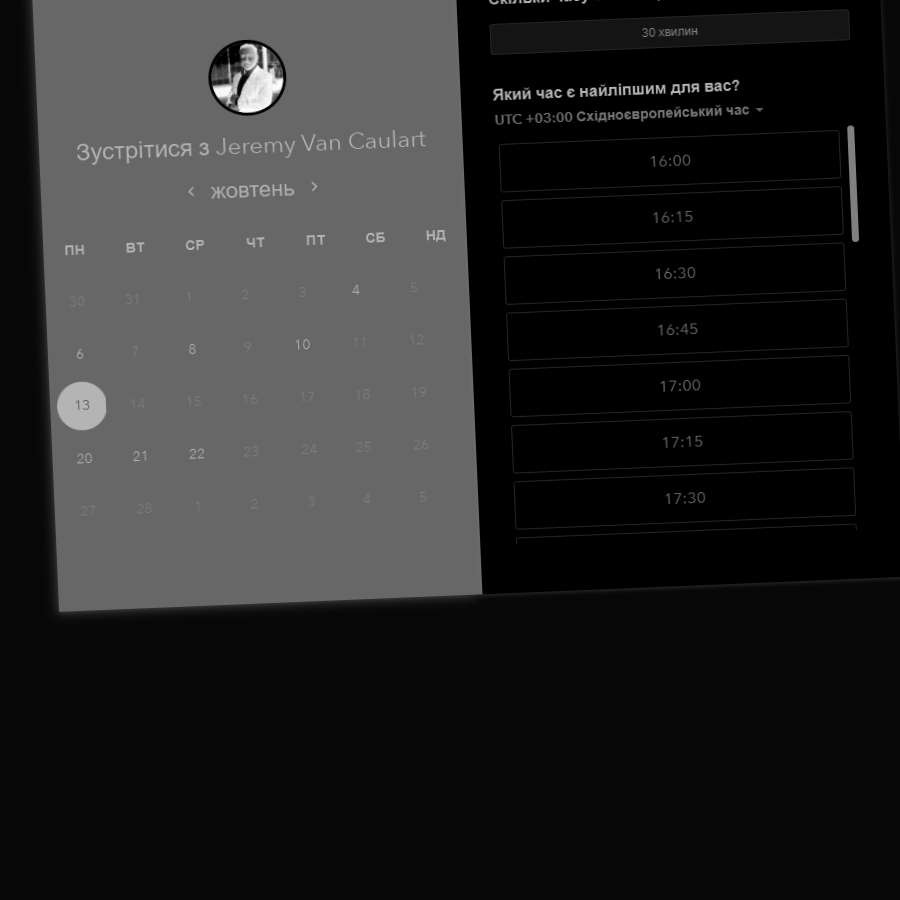 Зустрітися з Jeremy Van Caulart
‹ жовтень ›
ПН ВТ СР ЧТ ПТ СБ НД
30 31 1 2 3 4 5
6 7 8 9 10 11 12
13 14 15 16 17 18 19
20 21 22 23 24 25 26
27 28 1 2 3 4 5
30 хвилин
Який час є найліпшим для вас?
UTC +03:00 Східноєвропейський час
16:00
16:15
16:30
16:45
17:00
17:15
17:30